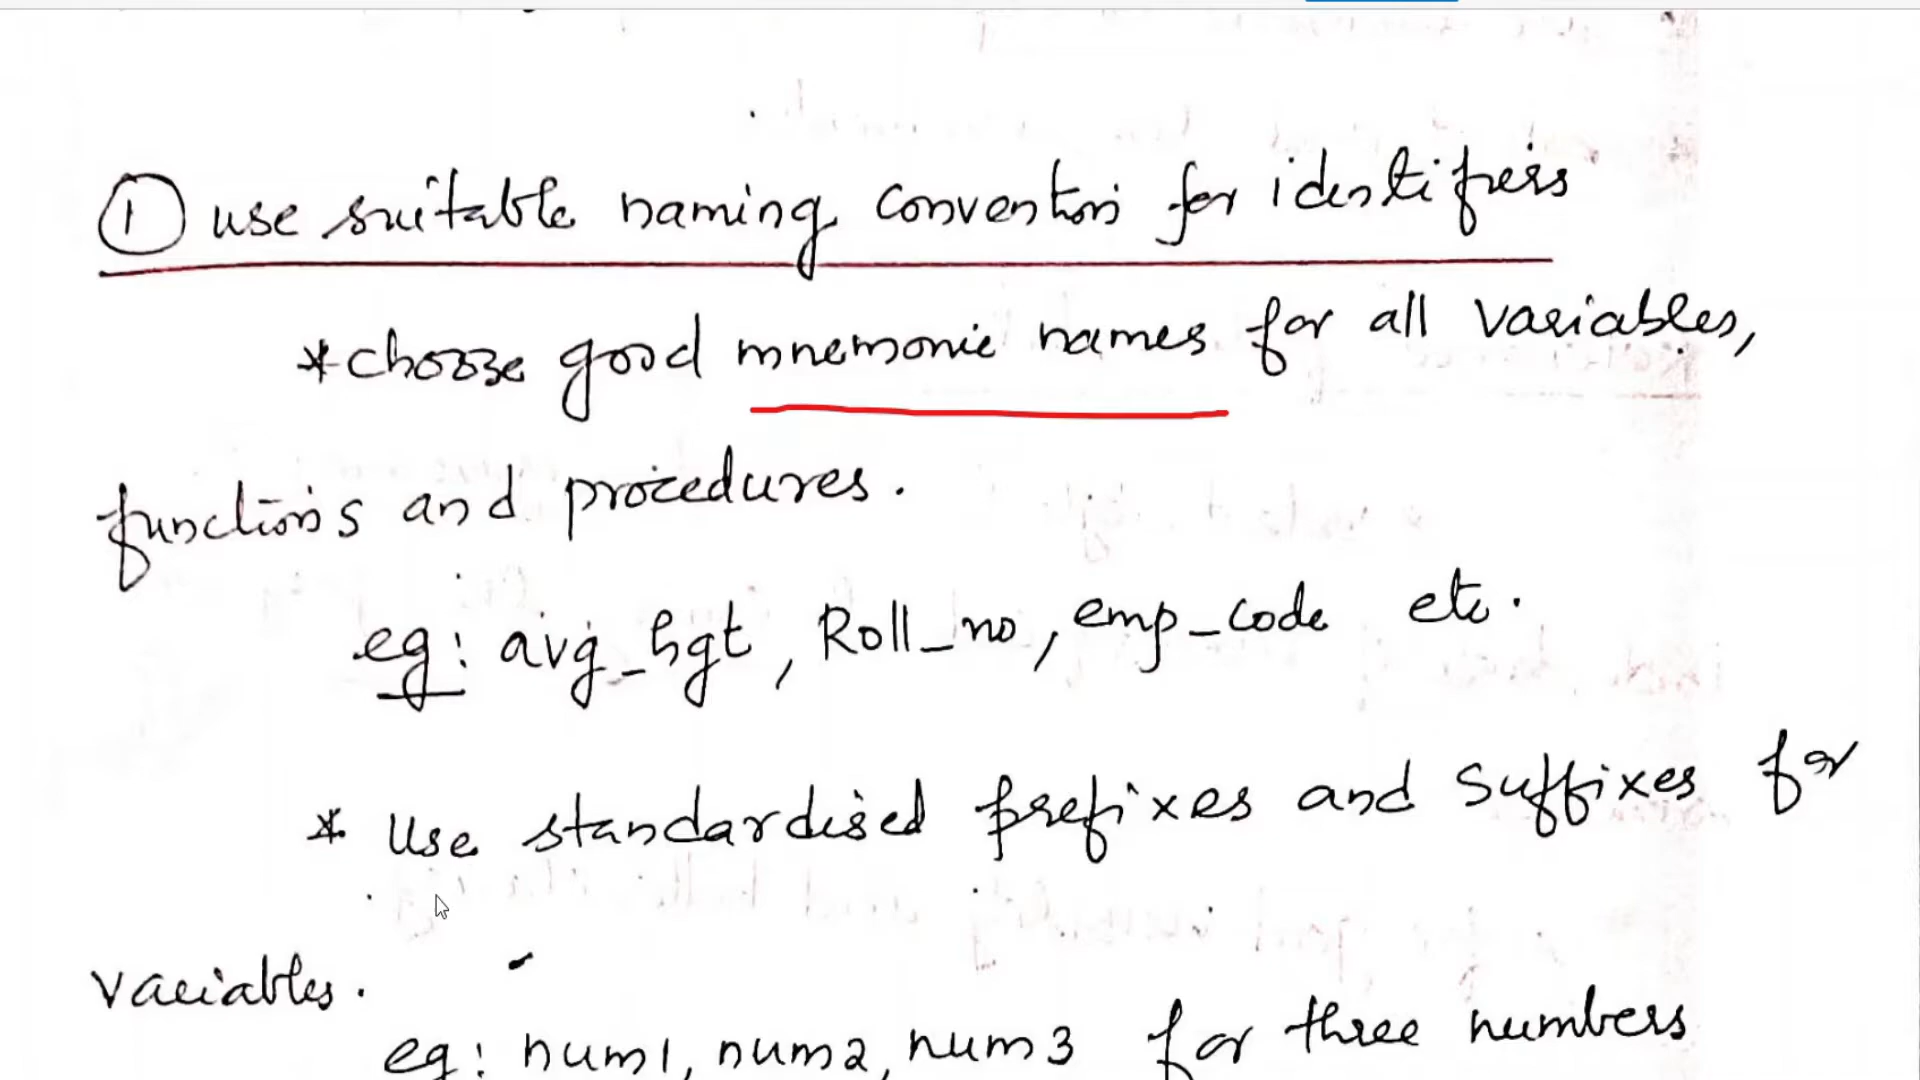 ① use suitable naming convention for identifiers
* choose good mnemonic names for all variables,
functions and procedures.
eg: avg_hgt, Roll_no, emp_code etc.
* Use standardised prefixes and suffixes for
variables.
eg: num1, num2, num3 for three numbers